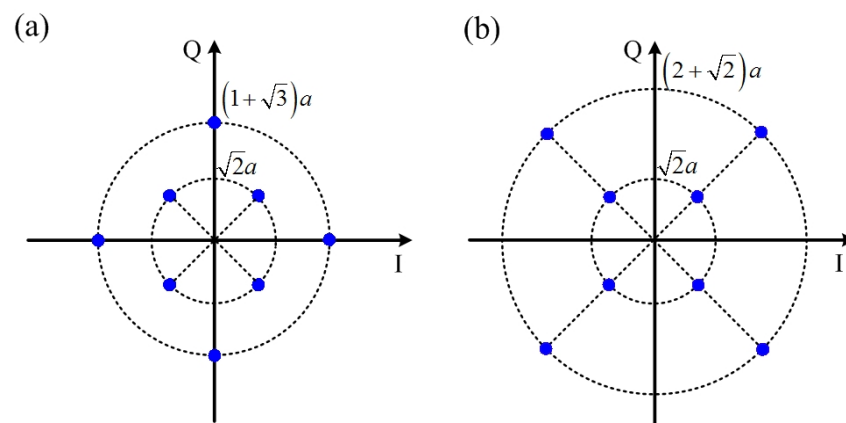 (a)
Q
(1+√3)a
√2a
I
(b)
Q
(2+√2)a
√2a
I